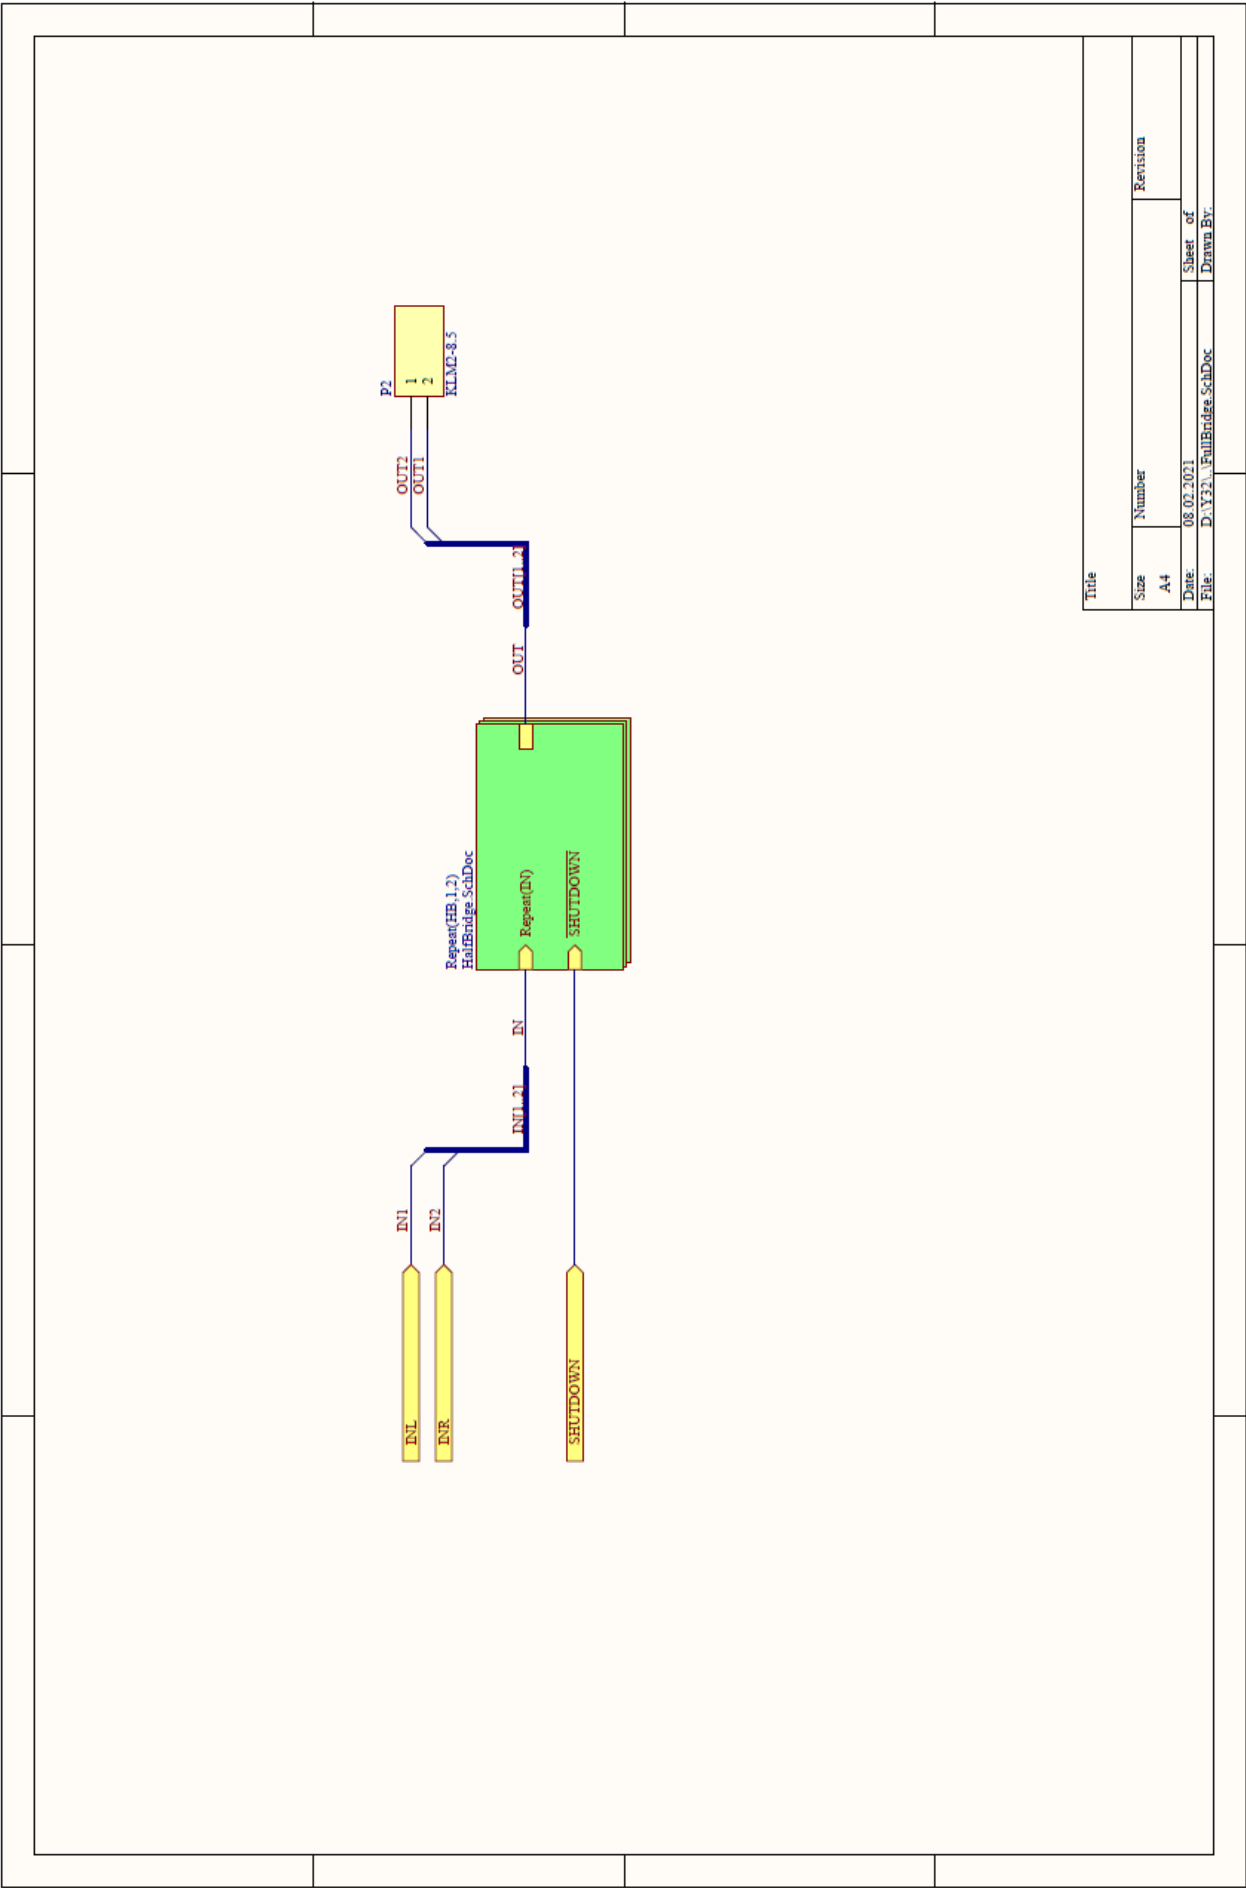 P2
1
2
KLM2-8.5
OUT2
OUT1
OUT[1..2]
OUT
Repeat(HB,1,2)
HalfBridge.SchDoc
Repeat(IN)
SHUTDOWN
IN
IN[1..2]
IN1
IN2
INL
INR
SHUTDOWN
Title
Size
Number
Revision
A4
Date: 08.02.2021 Sheet of
File: D:\Y32\..\FullBridge.SchDoc Drawn By: